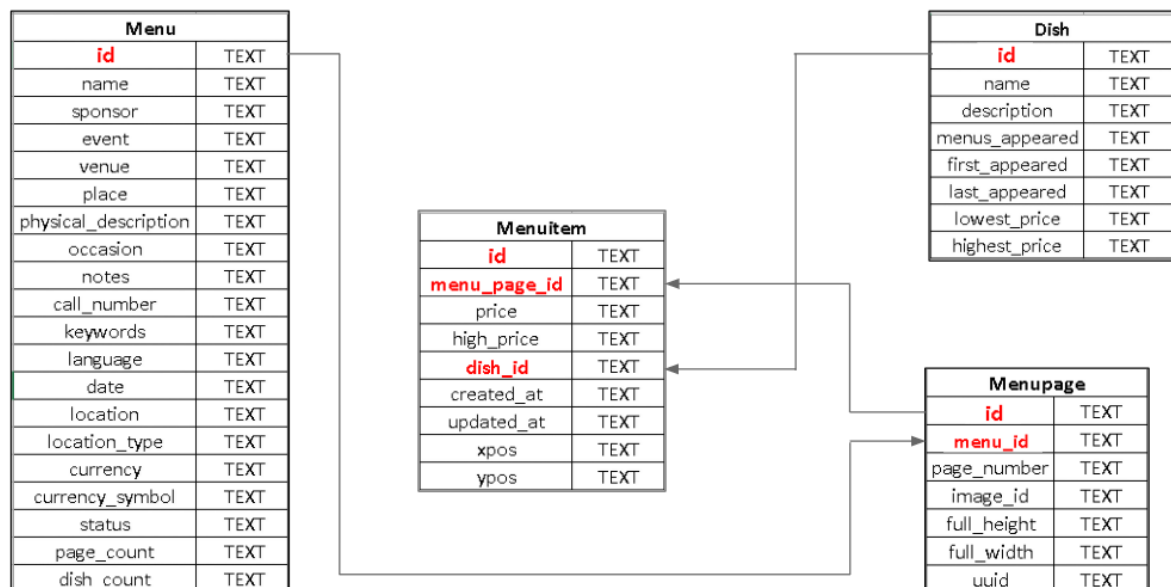 Menu
id TEXT
name TEXT
sponsor TEXT
event TEXT
venue TEXT
place TEXT
physical_description TEXT
occasion TEXT
notes TEXT
call_number TEXT
keywords TEXT
language TEXT
date TEXT
location TEXT
location_type TEXT
currency TEXT
currency_symbol TEXT
status TEXT
page_count TEXT
dish_count TEXT
Menuitem
id TEXT
menu_page_id TEXT
price TEXT
high_price TEXT
dish_id TEXT
created_at TEXT
updated_at TEXT
xpos TEXT
ypos TEXT
Dish
id TEXT
name TEXT
description TEXT
menus_appeared TEXT
first_appeared TEXT
last_appeared TEXT
lowest_price TEXT
highest_price TEXT
Menupage
id TEXT
menu_id TEXT
page_number TEXT
image_id TEXT
full_height TEXT
full_width TEXT
uuid TEXT